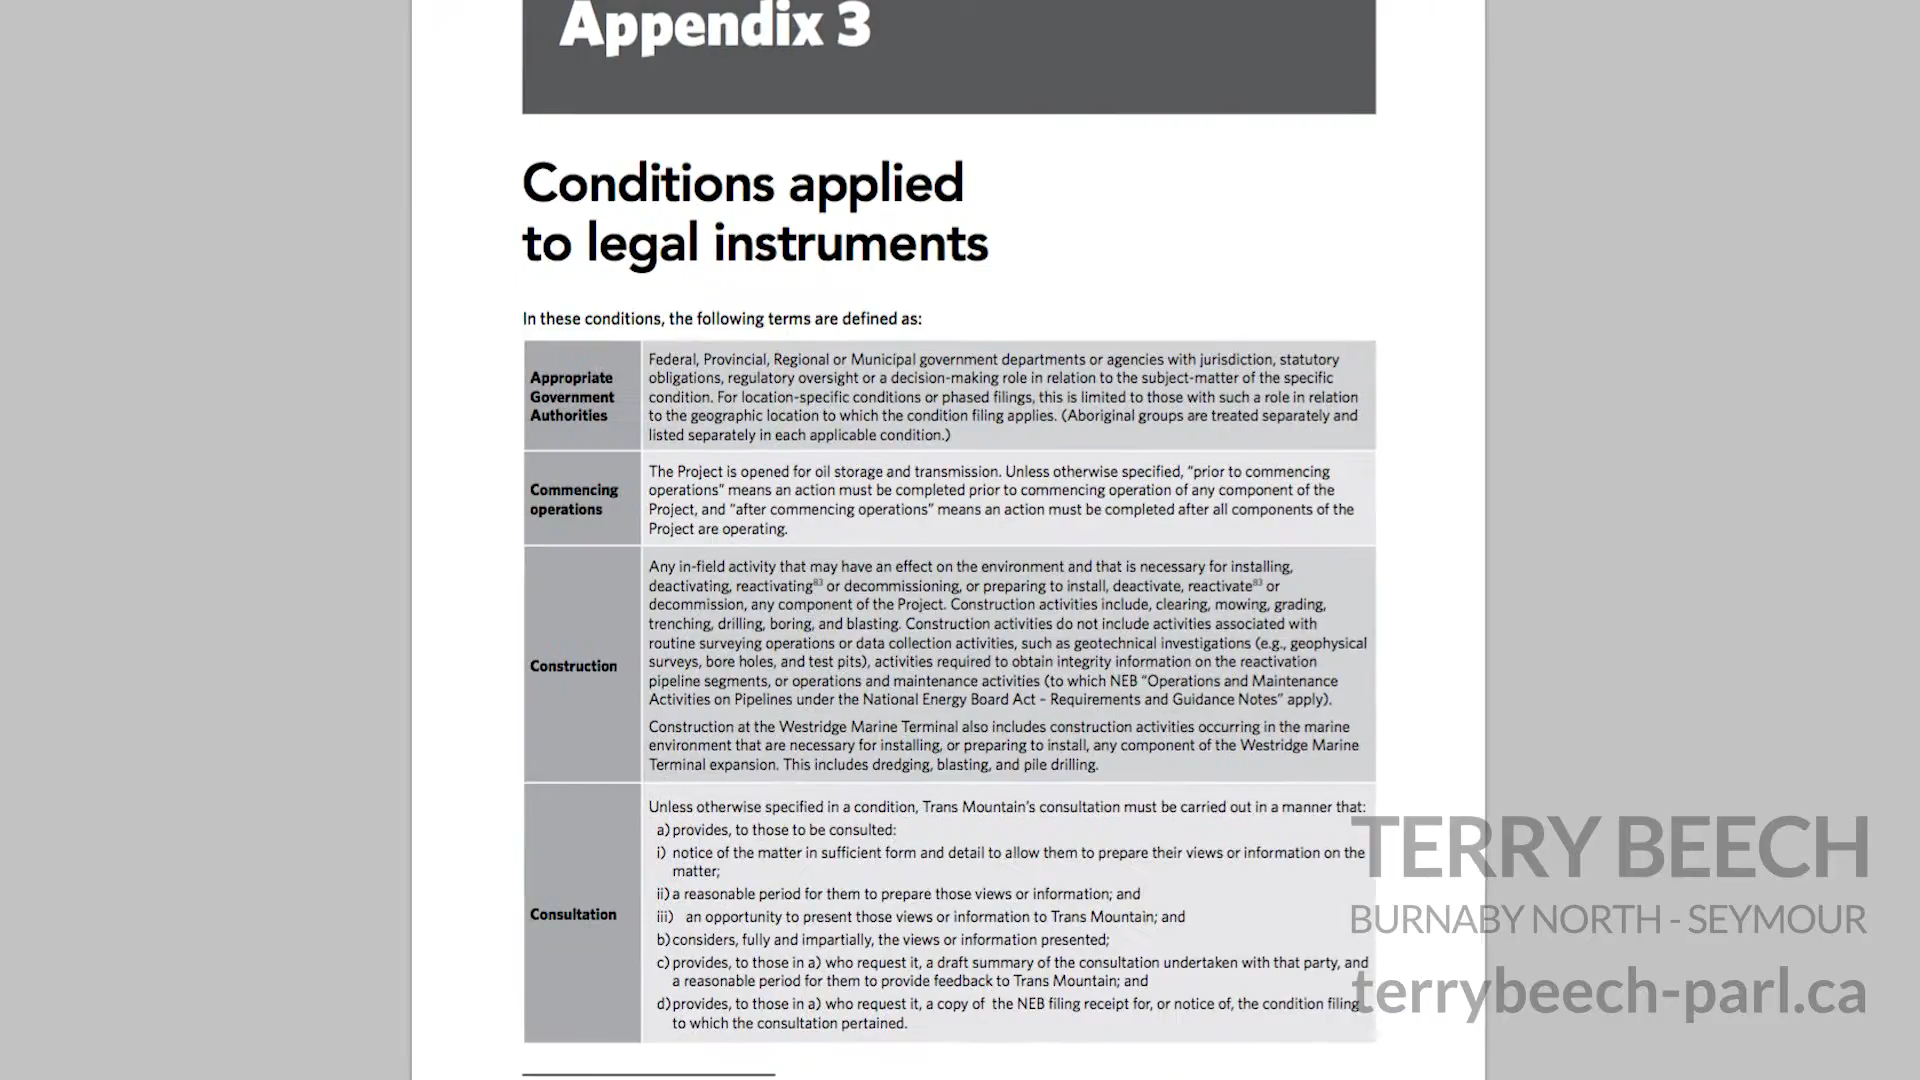 Appendix 3
Conditions applied
to legal instruments
In these conditions, the following terms are defined as:
Appropriate
Government
Authorities
Federal, Provincial, Regional or Municipal government departments or agencies with jurisdiction, statutory
obligations, regulatory oversight or a decision-making role in relation to the subject-matter of the specific
condition. For location-specific conditions or phased filings, this is limited to those with such a role in relation
to the geographic location to which the condition filing applies. (Aboriginal groups are treated separately and
listed separately in each applicable condition.)
Commencing
operations
The Project is opened for oil storage and transmission. Unless otherwise specified, “prior to commencing
operations” means an action must be completed prior to commencing operation of any component of the
Project, and “after commencing operations” means an action must be completed after all components of the
Project are operating.
Construction
Any in-field activity that may have an effect on the environment and that is necessary for installing,
deactivating, reactivating83 or decommissioning, or preparing to install, deactivate, reactivate83 or
decommission, any component of the Project. Construction activities include, clearing, mowing, grading,
trenching, drilling, boring, and blasting. Construction activities do not include activities associated with
routine surveying operations or data collection activities, such as geotechnical investigations (e.g., geophysical
surveys, bore holes, and test pits), activities required to obtain integrity information on the reactivation
pipeline segments, or operations and maintenance activities (to which NEB “Operations and Maintenance
Activities on Pipelines under the National Energy Board Act – Requirements and Guidance Notes” apply).
Construction at the Westridge Marine Terminal also includes construction activities occurring in the marine
environment that are necessary for installing, or preparing to install, any component of the Westridge Marine
Terminal expansion. This includes dredging, blasting, and pile drilling.
Consultation
Unless otherwise specified in a condition, Trans Mountain’s consultation must be carried out in a manner that:
a) provides, to those to be consulted:
i) notice of the matter in sufficient form and detail to allow them to prepare their views or information on the
matter;
ii) a reasonable period for them to prepare those views or information; and
iii) an opportunity to present those views or information to Trans Mountain; and
b) considers, fully and impartially, the views or information presented;
c) provides, to those in a) who request it, a draft summary of the consultation undertaken with that party, and
a reasonable period for them to provide feedback to Trans Mountain; and
d) provides, to those in a) who request it, a copy of the NEB filing receipt for, or notice of, the condition filing
to which the consultation pertained.
TERRY BEECH
BURNABY NORTH - SEYMOUR
terrybeech-parl.ca